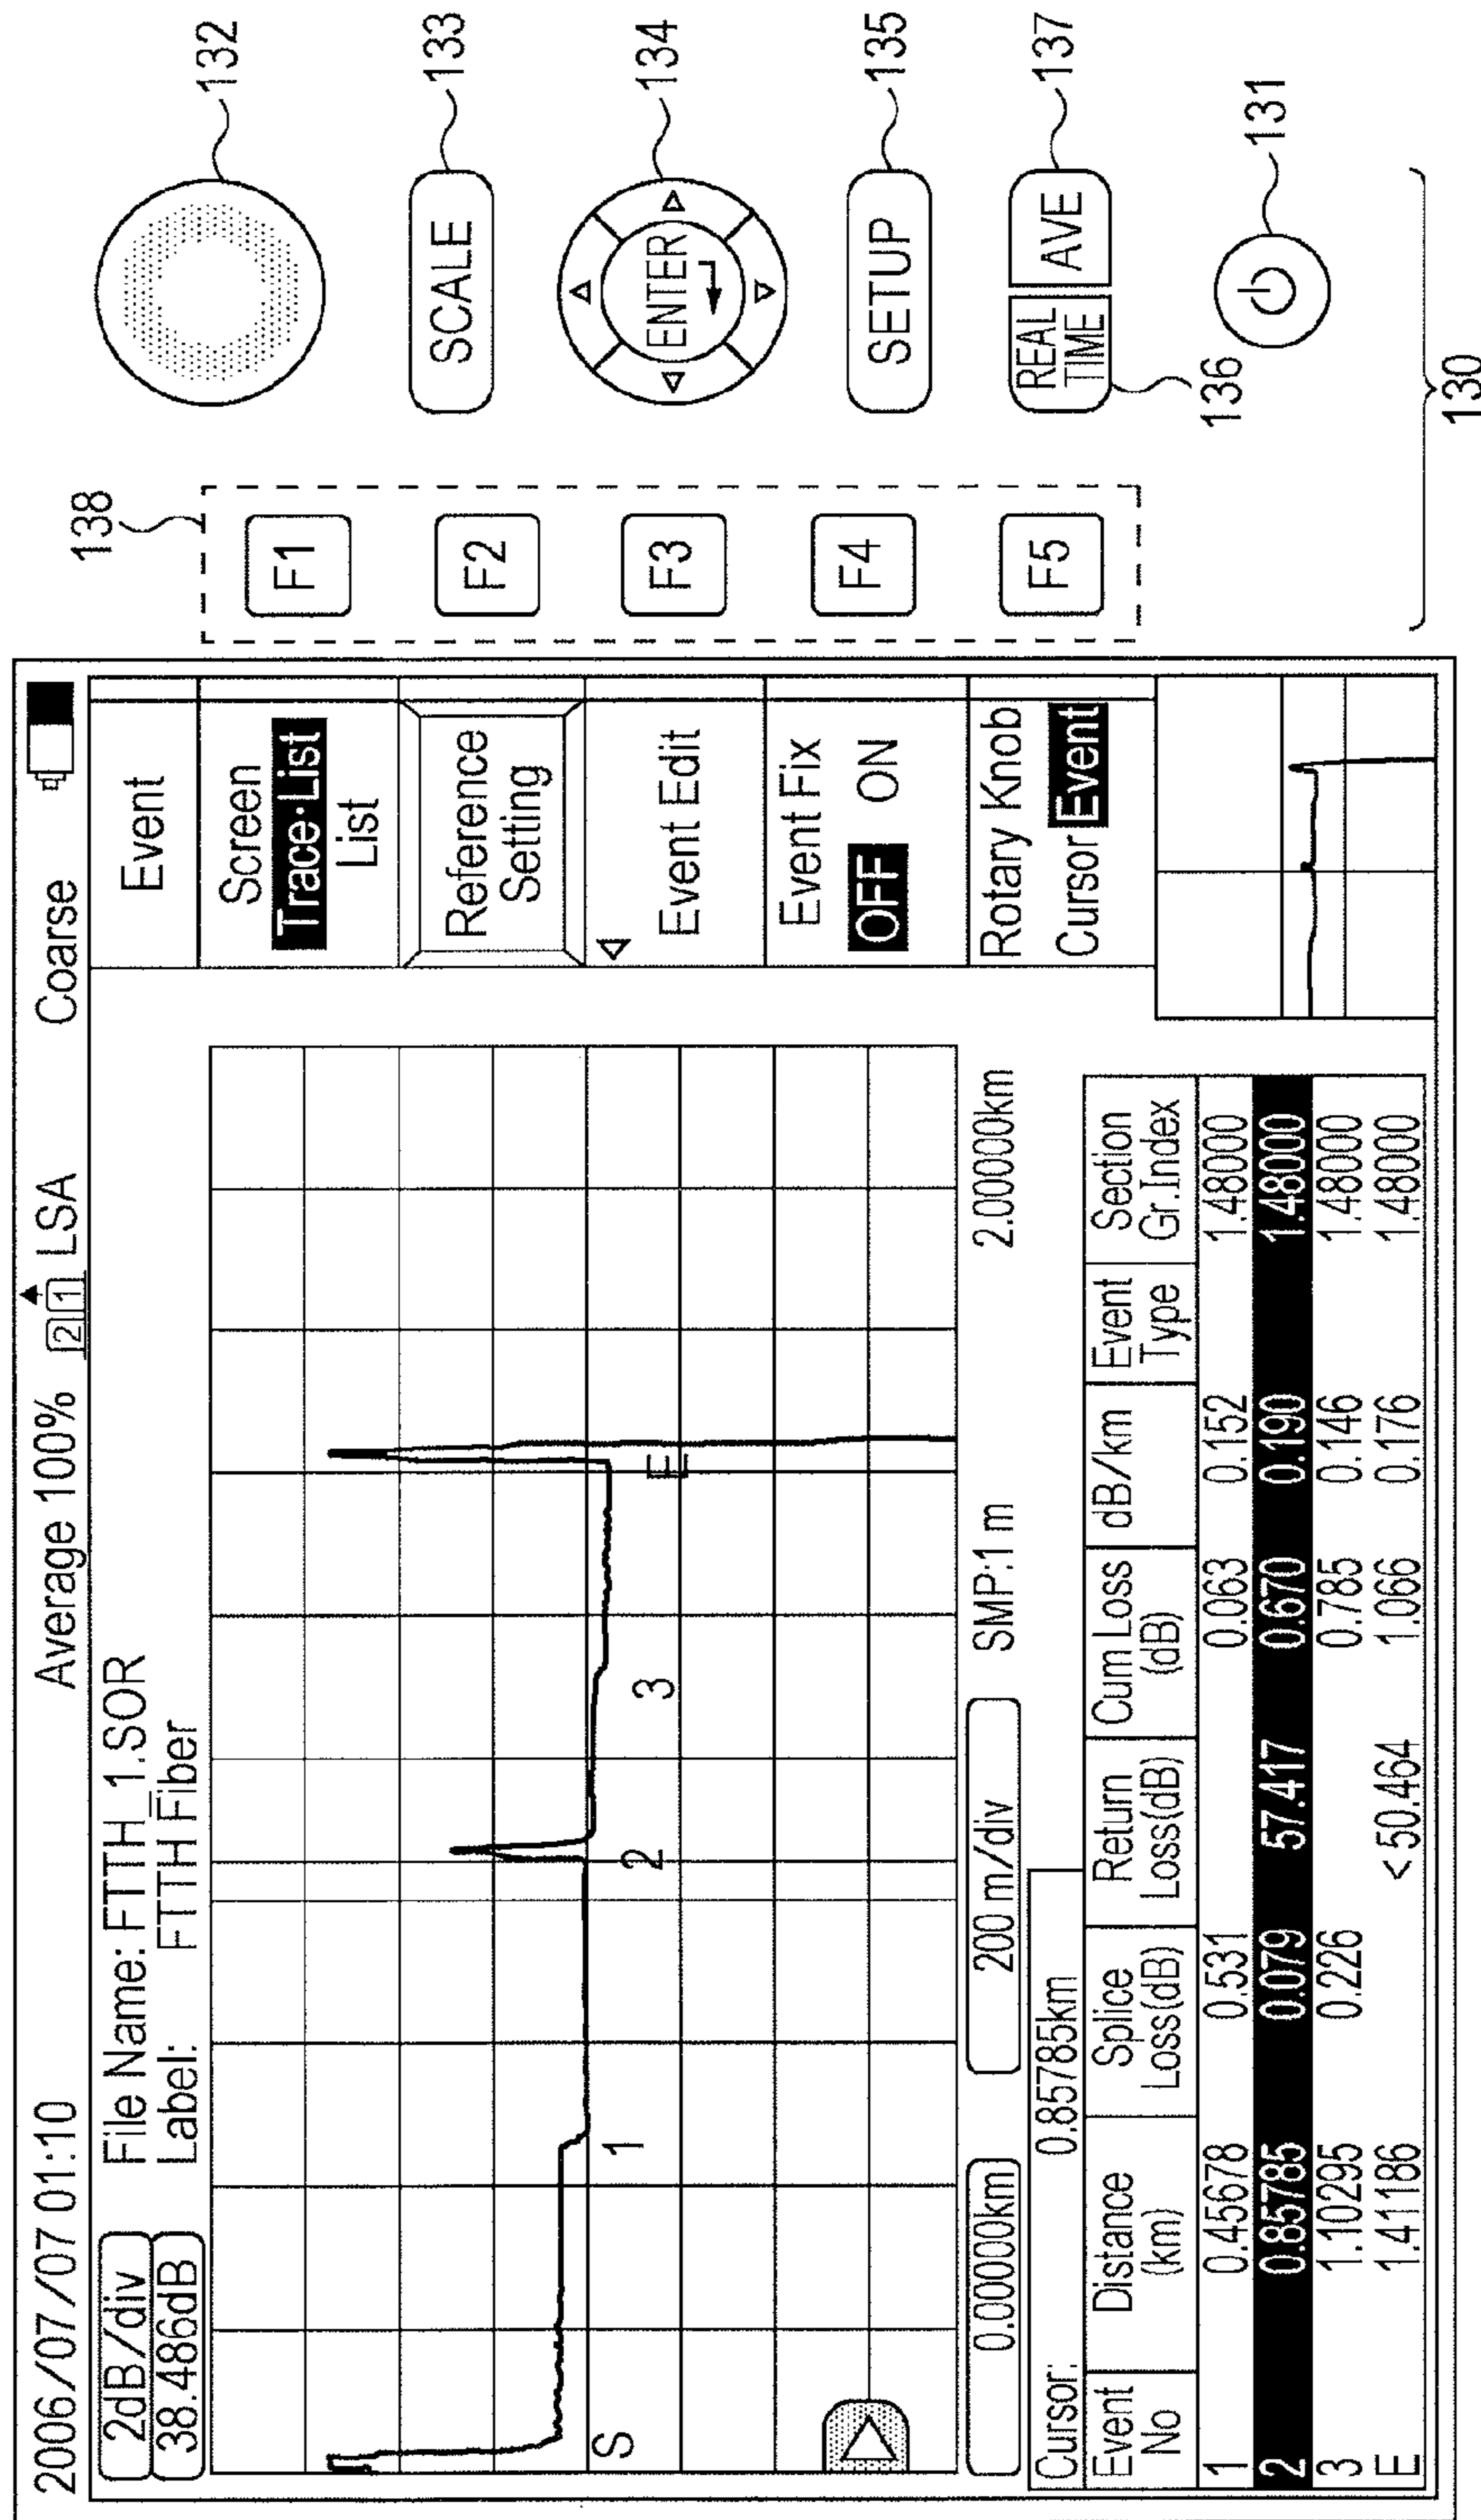 2006/07/07 01:10 Average 100% 2 1 LSA Coarse
2dB/div File Name: FTTH_1.SOR
38.486dB Label: FTTH Fiber
S 1 2 3 E
0.00000km 200 m/div SMP:1 m 2.00000km
Cursor: 0.85785km
Event No Distance (km) Splice Loss(dB) Return Loss(dB) Cum Loss (dB) dB/km Event Type Section Gr.Index
1 0.45678 0.531 0.063 0.152 1.48000
2 0.85785 0.079 57.417 0.670 0.190 1.48000
3 1.10295 0.226 0.785 0.146 1.48000
E 1.41186 < 50.464 1.066 0.176 1.48000
Event
Screen
Trace·List
List
Reference
Setting
Event Edit
Event Fix
OFF ON
Rotary Knob
Cursor Event
138
F1
F2
F3
F4
F5
132
SCALE 133
ENTER 134
SETUP 135
REAL TIME AVE 137
136
131
130